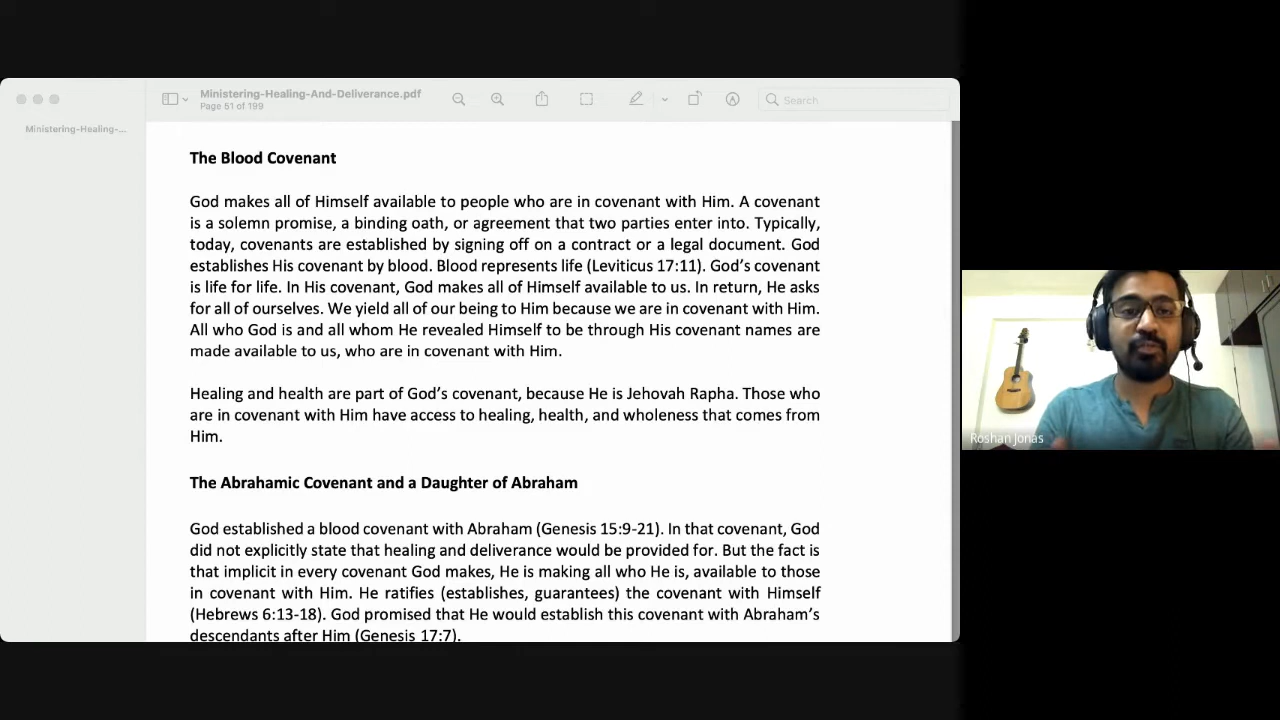 Ministering-Healing-And-Deliverance.pdf
Page 51 of 199
Search
Ministering-Healing-...
The Blood Covenant
God makes all of Himself available to people who are in covenant with Him. A covenant
is a solemn promise, a binding oath, or agreement that two parties enter into. Typically,
today, covenants are established by signing off on a contract or a legal document. God
establishes His covenant by blood. Blood represents life (Leviticus 17:11). God’s covenant
is life for life. In His covenant, God makes all of Himself available to us. In return, He asks
for all of ourselves. We yield all of our being to Him because we are in covenant with Him.
All who God is and all whom He revealed Himself to be through His covenant names are
made available to us, who are in covenant with Him.
Healing and health are part of God’s covenant, because He is Jehovah Rapha. Those who
are in covenant with Him have access to healing, health, and wholeness that comes from
Him.
The Abrahamic Covenant and a Daughter of Abraham
God established a blood covenant with Abraham (Genesis 15:9-21). In that covenant, God
did not explicitly state that healing and deliverance would be provided for. But the fact is
that implicit in every covenant God makes, He is making all who He is, available to those
in covenant with Him. He ratifies (establishes, guarantees) the covenant with Himself
(Hebrews 6:13-18). God promised that He would establish this covenant with Abraham’s
descendants after Him (Genesis 17:7).
Roshan Jonas